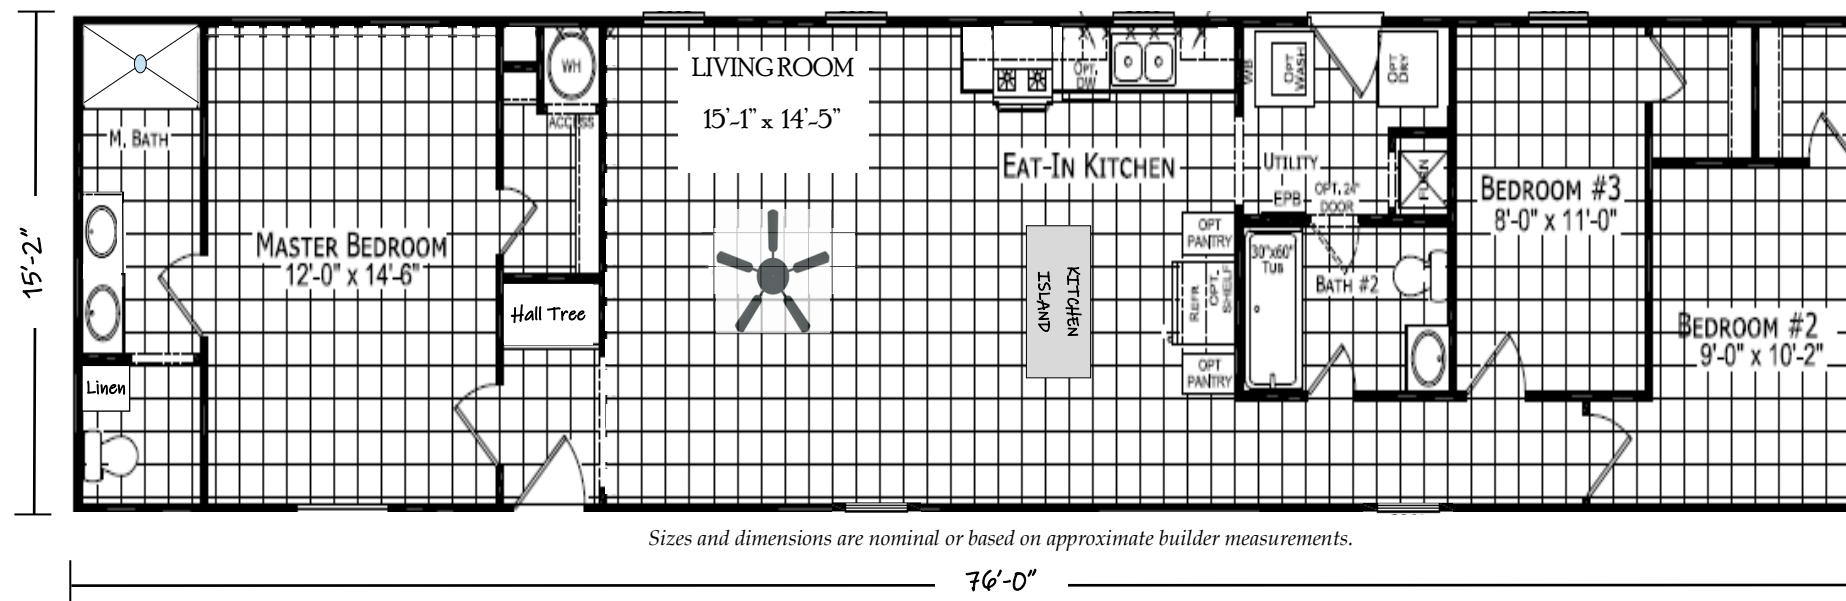 WH
ACCESS
M. BATH
LIVING ROOM
15'-1" x 14'-5"
OPT.
DW
WB
OPT
WASH
OPT
DRY
EAT-IN KITCHEN
UTILITY
EPB
OPT. 24"
DOOR
FURN
BEDROOM #3
8'-0" x 11'-0"
MASTER BEDROOM
12'-0" x 14'-6"
15'-2"
OPT
PANTRY
30"x60"
TUB
BATH #2
KITCHEN
ISLAND
REFR.
OPT.
SHELF
Hall Tree
BEDROOM #2
9'-0" x 10'-2"
OPT
PANTRY
Linen
Sizes and dimensions are nominal or based on approximate builder measurements.
76'-0"